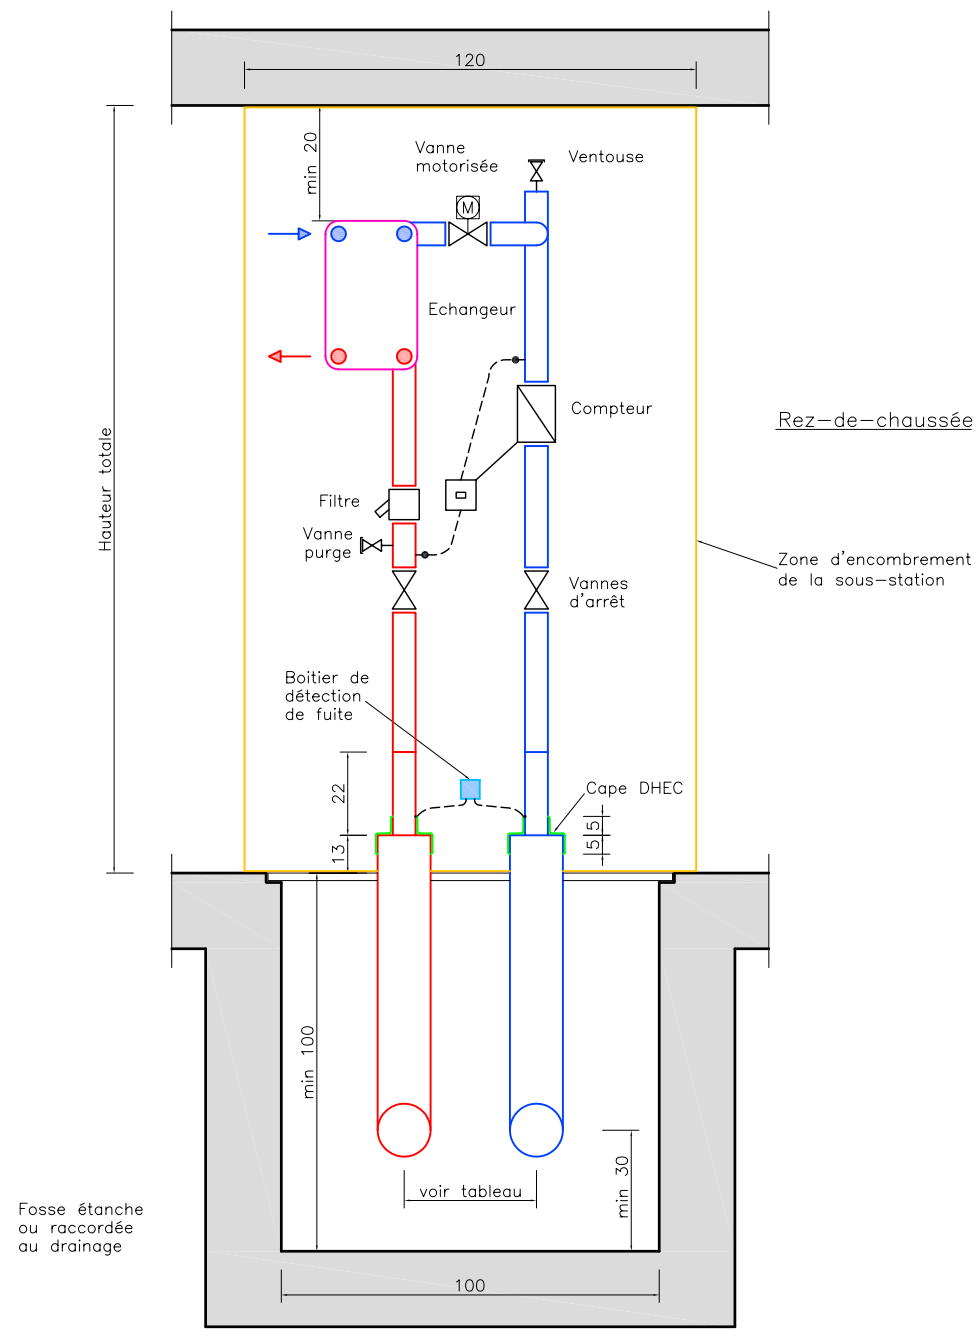 120
min 20
Vanne
motorisée
Ventouse
M
Echangeur
Compteur
Rez-de-chaussée
Hauteur totale
Filtre
Vanne
purge
Zone d'encombrement
de la sous-station
Vannes
d'arrêt
Boitier de
détection
de fuite
22
Cape DHEC
5
5
13
min 100
voir tableau
min 30
Fosse étanche
ou raccordée
au drainage
100